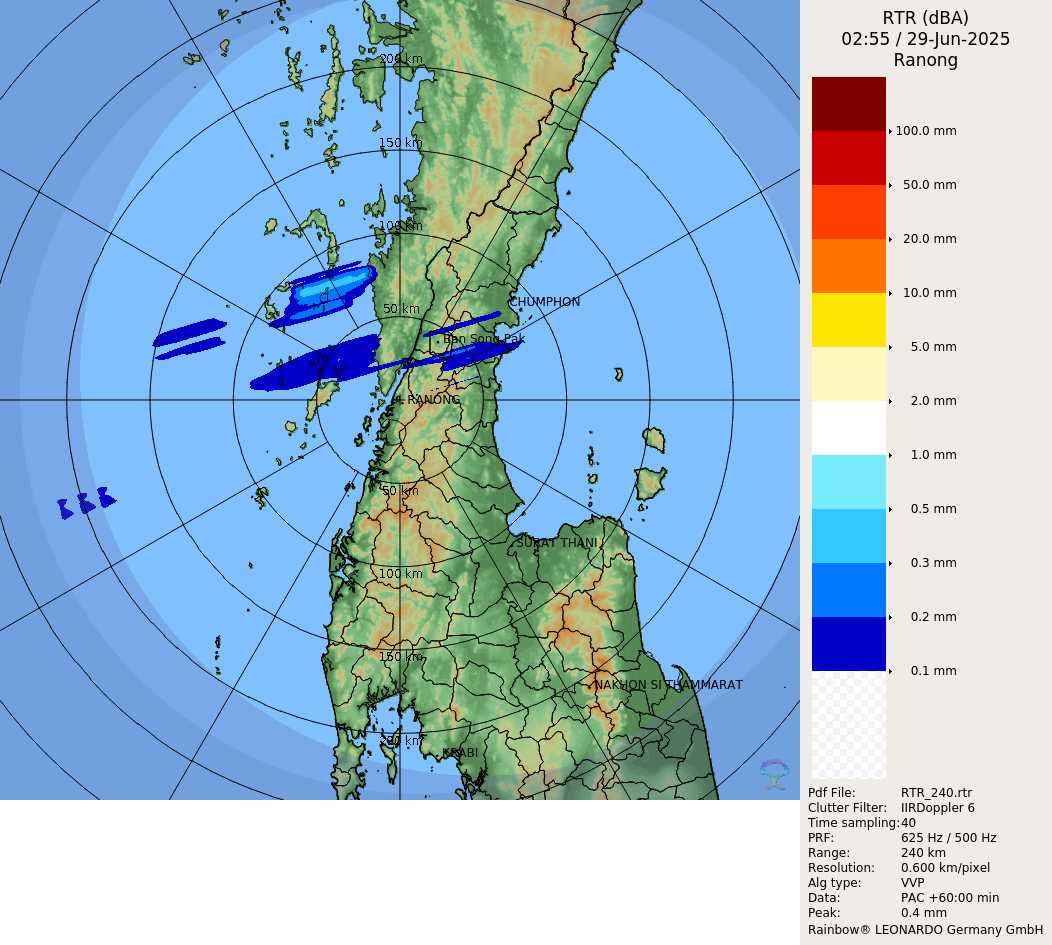 RTR (dBA)
02:55 / 29-Jun-2025
Ranong
200 km
150 km
100 km
50 km
CHUMPHON
Ban Song Pak
RANONG
50 km
SURAT THANI
100 km
150 km
NAKHON SI THAMMARAT
200 km
KRABI
100.0 mm
50.0 mm
20.0 mm
10.0 mm
5.0 mm
2.0 mm
1.0 mm
0.5 mm
0.3 mm
0.2 mm
0.1 mm
Pdf File: RTR_240.rtr
Clutter Filter: IIRDoppler 6
Time sampling:40
PRF: 625 Hz / 500 Hz
Range: 240 km
Resolution: 0.600 km/pixel
Alg type: VVP
Data: PAC +60:00 min
Peak: 0.4 mm
Rainbow® LEONARDO Germany GmbH